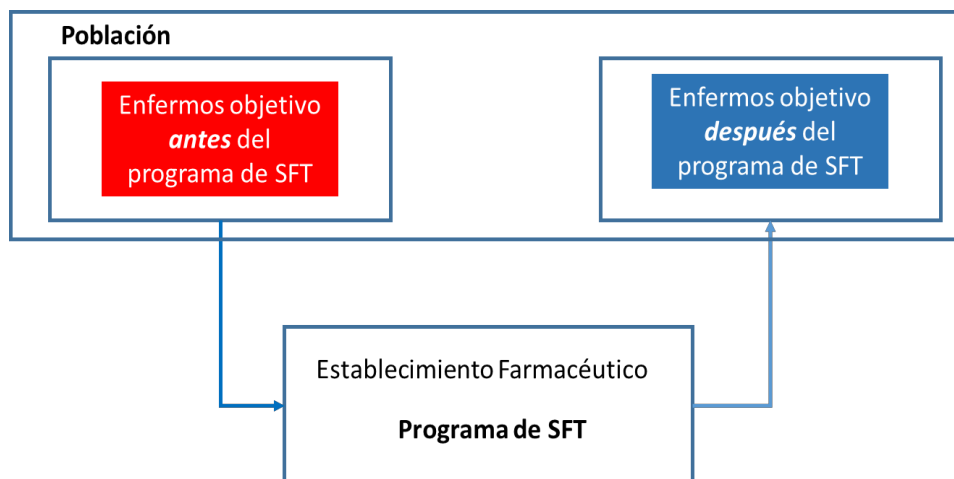 Población
Enfermos objetivo
antes del
programa de SFT
Enfermos objetivo
después del
programa de SFT
Establecimiento Farmacéutico
Programa de SFT